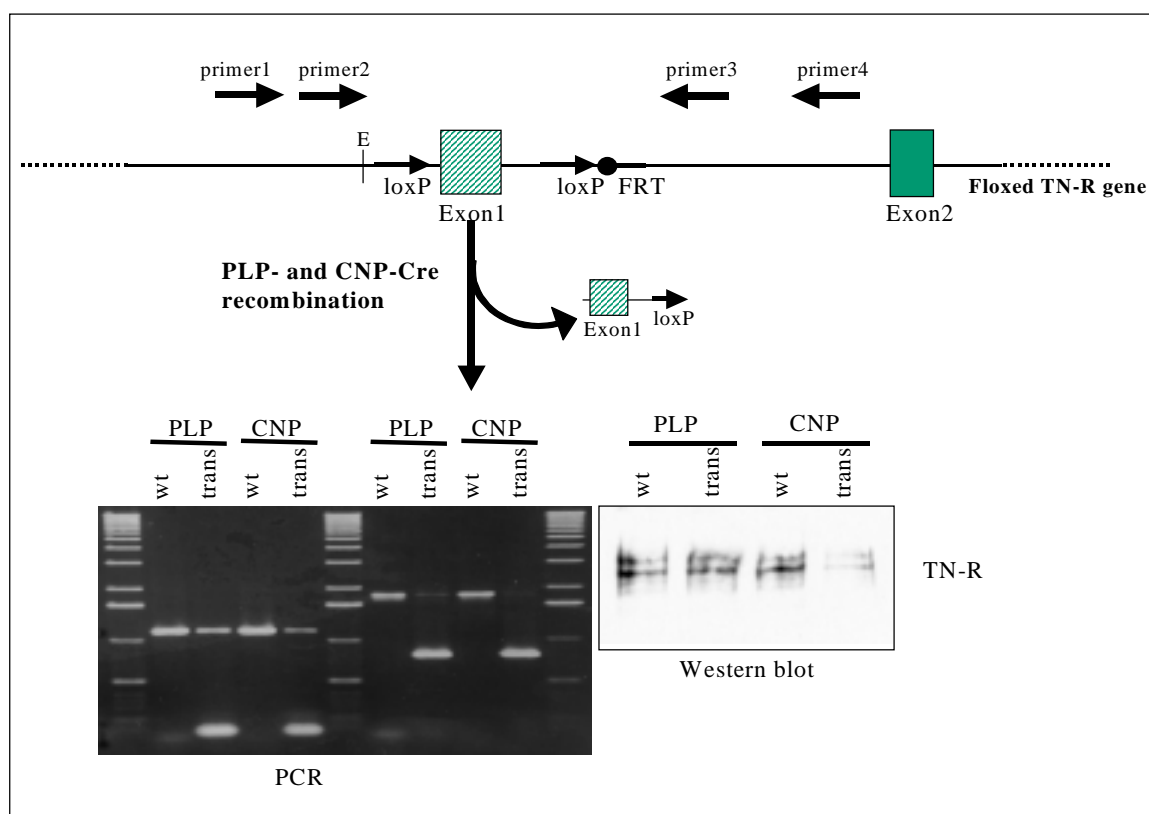 primer1 primer2 primer3 primer4
E
loxP loxP FRT
Floxed TN-R gene
Exon1 Exon2
PLP- and CNP-Cre
recombination
Exon1 loxP
PLP CNP PLP CNP PLP CNP
wt trans wt trans wt trans wt trans wt trans wt trans
TN-R
Western blot
PCR